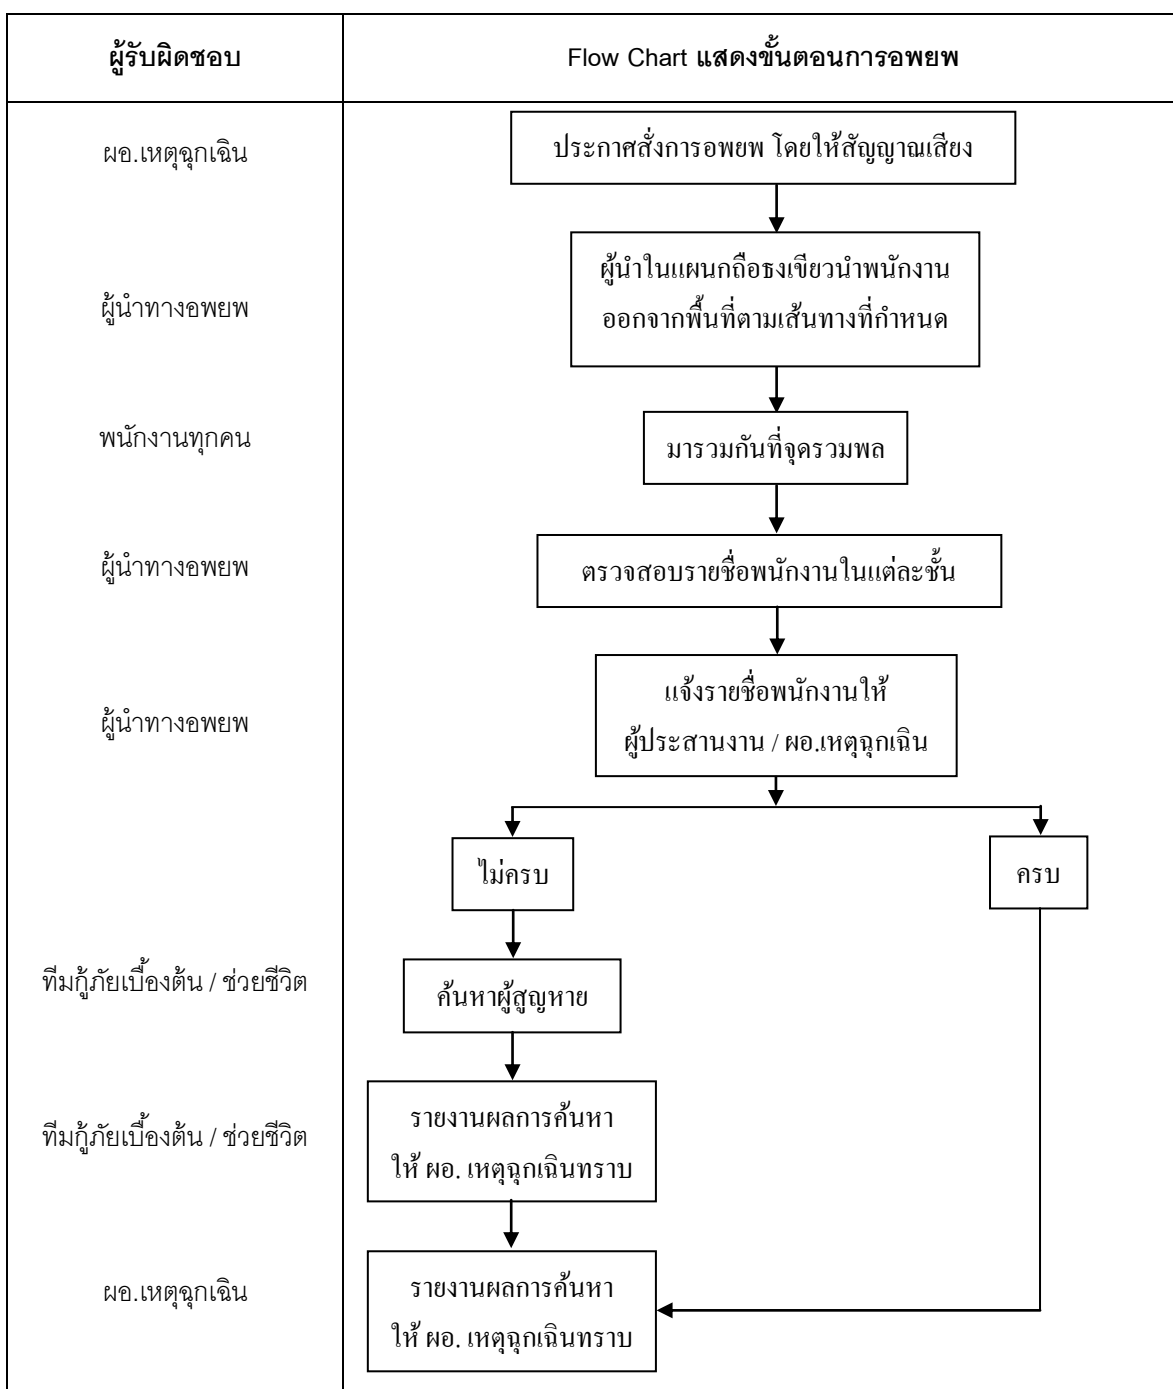 ผู้รับผิดชอบ
Flow Chart แสดงขั้นตอนการอพยพ
ผอ.เหตุฉุกเฉิน
ประกาศสั่งการอพยพ โดยให้สัญญาณเสียง
ผู้นำทางอพยพ
ผู้นำในแผนกถือธงเขียวนำพนักงาน
ออกจากพื้นที่ตามเส้นทางที่กำหนด
พนักงานทุกคน
มารวมกันที่จุดรวมพล
ผู้นำทางอพยพ
ตรวจสอบรายชื่อพนักงานในแต่ละชั้น
ผู้นำทางอพยพ
แจ้งรายชื่อพนักงานให้
ผู้ประสานงาน / ผอ.เหตุฉุกเฉิน
ไม่ครบ
ครบ
ทีมกู้ภัยเบื้องต้น / ช่วยชีวิต
ค้นหาผู้สูญหาย
ทีมกู้ภัยเบื้องต้น / ช่วยชีวิต
รายงานผลการค้นหา
ให้ ผอ. เหตุฉุกเฉินทราบ
ผอ.เหตุฉุกเฉิน
รายงานผลการค้นหา
ให้ ผอ. เหตุฉุกเฉินทราบ